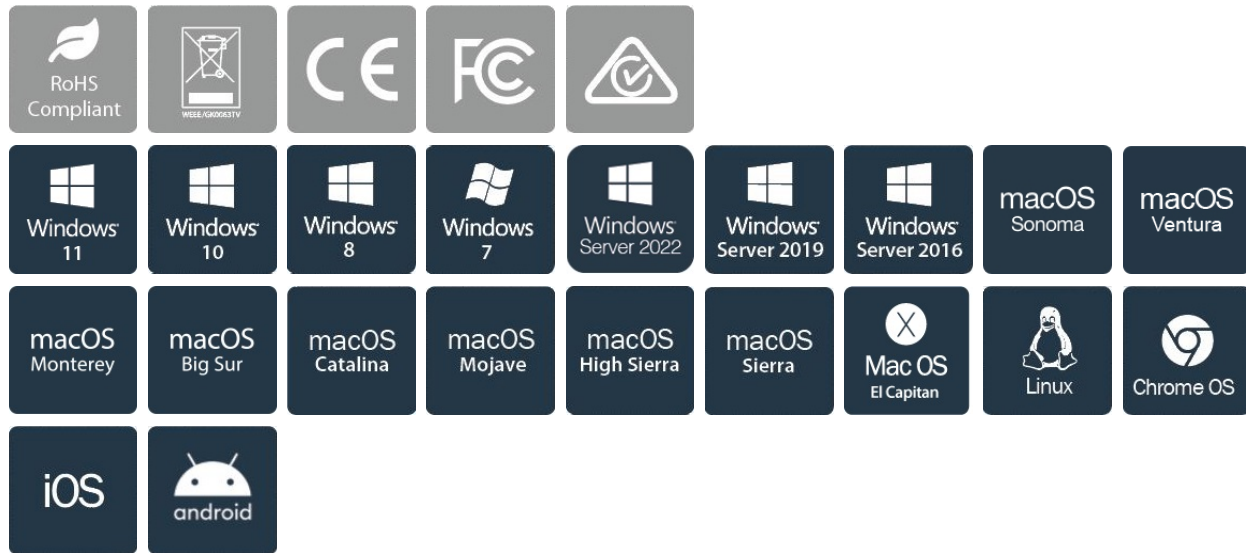 RoHS
Compliant
WEEE/GK0083TV
CE
FC
Windows
11
Windows
10
Windows
8
Windows
7
Windows
Server 2022
Windows
Server 2019
Windows
Server 2016
macOS
Sonoma
macOS
Ventura
macOS
Monterey
macOS
Big Sur
macOS
Catalina
macOS
Mojave
macOS
High Sierra
macOS
Sierra
X
Mac OS
El Capitan
Linux
Chrome OS
iOS
android